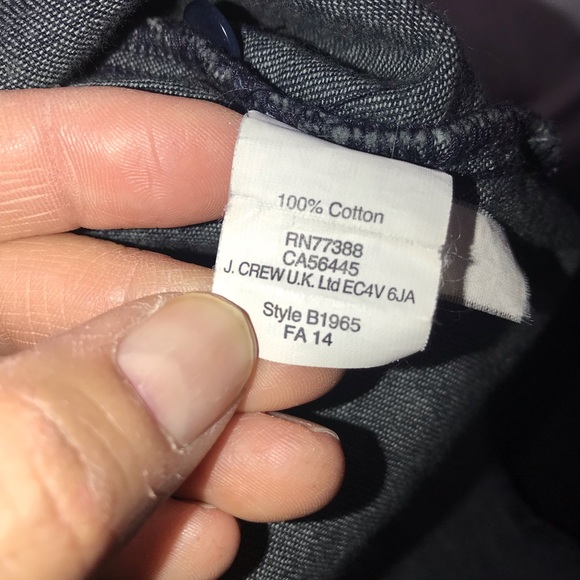 100% Cotton
RN77388
CA56445
J. CREW U.K. Ltd EC4V 6JA
Style B1965
FA 14